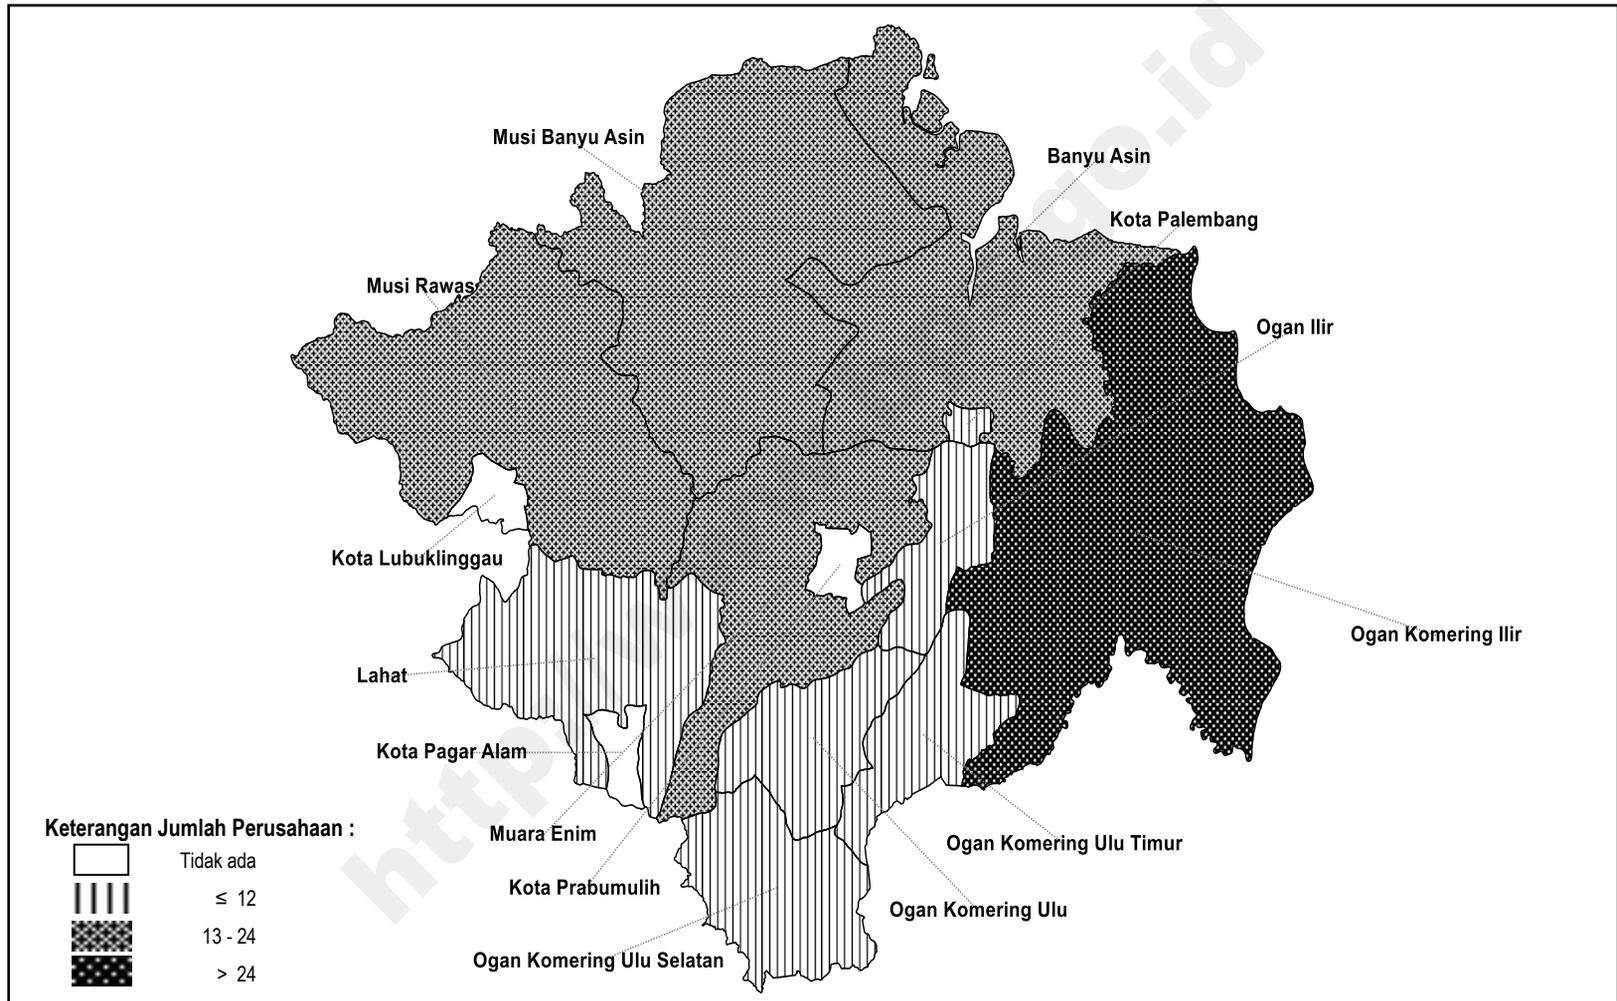 Musi Banyu Asin
Banyu Asin
Kota Palembang
Musi Rawas
Ogan Ilir
Kota Lubuklinggau
Ogan Komering Ilir
Lahat
Kota Pagar Alam
Muara Enim
Ogan Komering Ulu Timur
Kota Prabumulih
Ogan Komering Ulu
Ogan Komering Ulu Selatan
Keterangan Jumlah Perusahaan :
Tidak ada
≤ 12
13 - 24
> 24
go.id